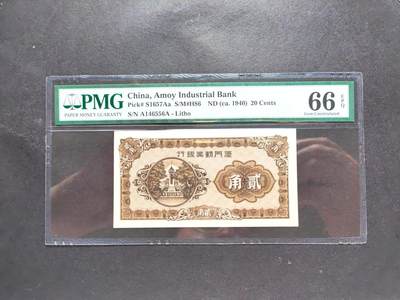 PMG
PAPER MONEY GUARANTY
China, Amoy Industrial Bank
Pick# S1657Aa S/M#H86 ND (ca. 1940) 20 Cents
S/N A146556A - Litho
66 EPQ
Gem Uncirculated
行銀業勸門廈
角貳